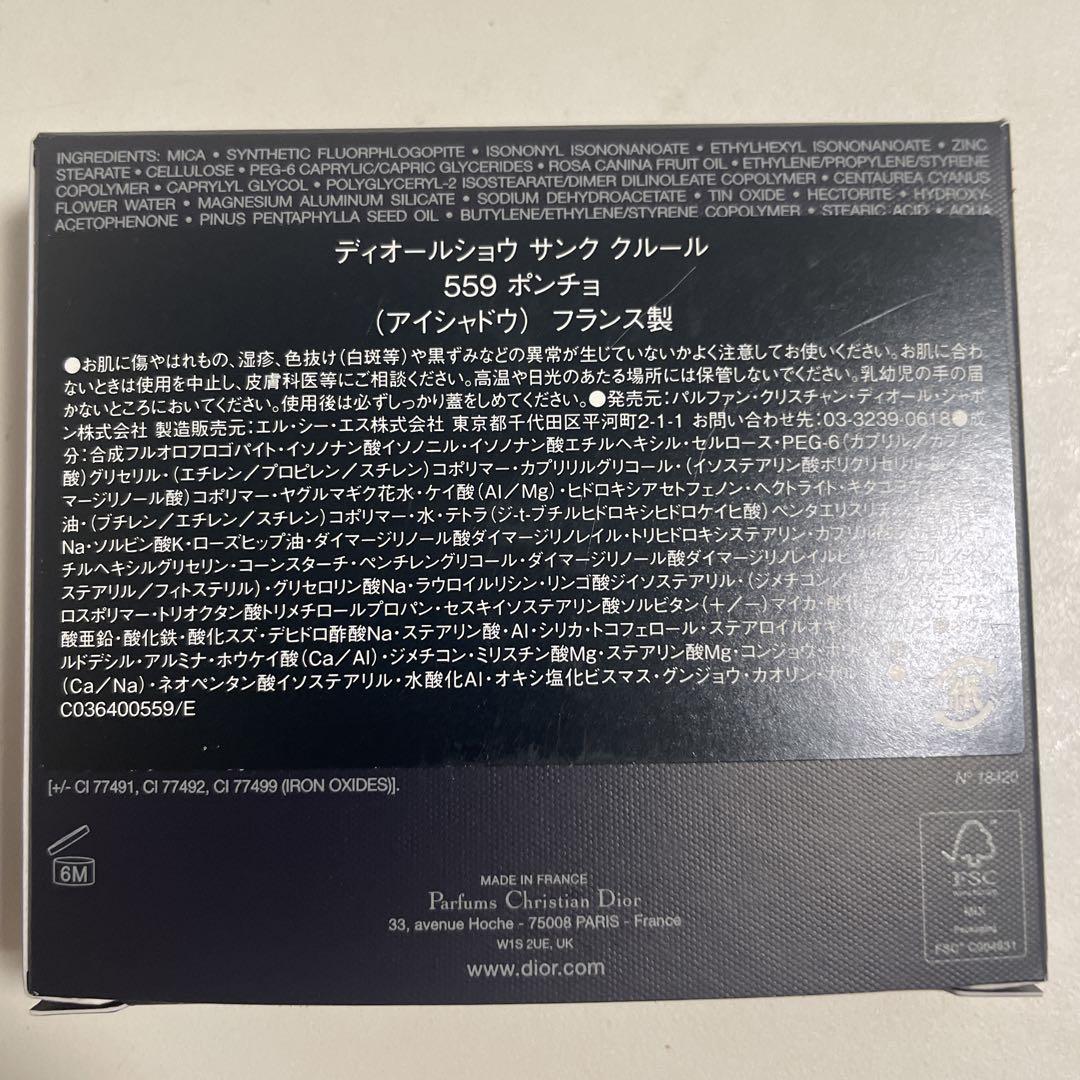 INGREDIENTS: MICA • SYNTHETIC FLUORPHLOGOPITE • ISONONYL ISONONANOATE • ETHYLHEXYL ISONONANOATE • ZINC
STEARATE • CELLULOSE • PEG-6 CAPRYLIC/CAPRIC GLYCERIDES • ROSA CANINA FRUIT OIL • ETHYLENE/PROPYLENE/STYRENE
COPOLYMER • CAPRYLYL GLYCOL • POLYGLYCERYL-2 ISOSTEARATE/DIMER DILINOLEATE COPOLYMER • CENTAUREA CYANUS
FLOWER WATER • MAGNESIUM ALUMINUM SILICATE • SODIUM DEHYDROACETATE • TIN OXIDE • HECTORITE • HYDROXY-
ACETOPHENONE • PINUS PENTAPHYLLA SEED OIL • BUTYLENE/ETHYLENE/STYRENE COPOLYMER • STEARIC ACID • AQUA
ディオールショウ サンク クルール
559 ポンチョ
(アイシャドウ) フランス製
●お肌に傷やはれもの、湿疹、色抜け(白斑等)や黒ずみなどの異常が生じていないかよく注意してお使いください。お肌に合わ
ないときは使用を中止し、皮膚科医等にご相談ください。高温や日光のあたる場所には保管しないでください。乳幼児の手の届
かないところにおいてください。使用後は必ずしっかり蓋をしめてください。●発売元:パルファン・クリスチャン・ディオール・ジャポ
ン株式会社 製造販売元:エル・シー・エス株式会社 東京都千代田区平河町2-1-1 お問い合わせ先:03-3239-0618●成
分:合成フルオロフロゴパイト・イソノナン酸イソノニル・イソノナン酸エチルヘキシル・セルロース・PEG-6(カプリル/カプリン
酸)グリセリル・(エチレン/プロピレン/スチレン)コポリマー・カプリリルグリコール・(イソステアリン酸ポリグリセリル-2/
マージリノール酸)コポリマー・ヤグルマギク花水・ケイ酸(Al/Mg)・ヒドロキシアセトフェノン・ヘクトライト・キタコ
油・(ブチレン/エチレン/スチレン)コポリマー・水・テトラ(ジ-t-ブチルヒドロキシヒドロケイヒ酸)ペンタエリスリチ
Na・ソルビン酸K・ローズヒップ油・ダイマージリノール酸ダイマージリノレイル・トリヒドロキシステアリン・カプリ
チルヘキシルグリセリン・コーンスターチ・ペンチレングリコール・ダイマージリノール酸ダイマージリノレイルビ
ステアリル/フィトステリル)・グリセロリン酸Na・ラウロイルリシン・リンゴ酸ジイソステアリル・(ジメチコン/
ロスポリマー・トリオクタン酸トリメチロールプロパン・セスキイソステアリン酸ソルビタン(+/-)マイカ・酸化
酸亜鉛・酸化鉄・酸化スズ・デヒドロ酢酸Na・ステアリン酸・Al・シリカ・トコフェロール・ステアロイルオキ
ルドデシル・アルミナ・ホウケイ酸(Ca/Al)・ジメチコン・ミリスチン酸Mg・ステアリン酸Mg・コンジョウ・ホ
(Ca/Na)・ネオペンタン酸イソステアリル・水酸化Al・オキシ塩化ビスマス・グンジョウ・カオリン・カル
C036400559/E
紙
[+/- CI 77491, CI 77492, CI 77499 (IRON OXIDES)].
N° 18420
6M
MADE IN FRANCE
Parfums Christian Dior
33, avenue Hoche - 75008 PARIS - France
W1S 2UE, UK
www.dior.com
FSC
MIX
Packaging
FSC® C004931